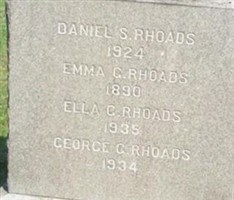 DANIEL S. RHOADS
1924
EMMA G. RHOADS
1890
ELLA G. RHOADS
1935
GEORGE G. RHOADS
1934